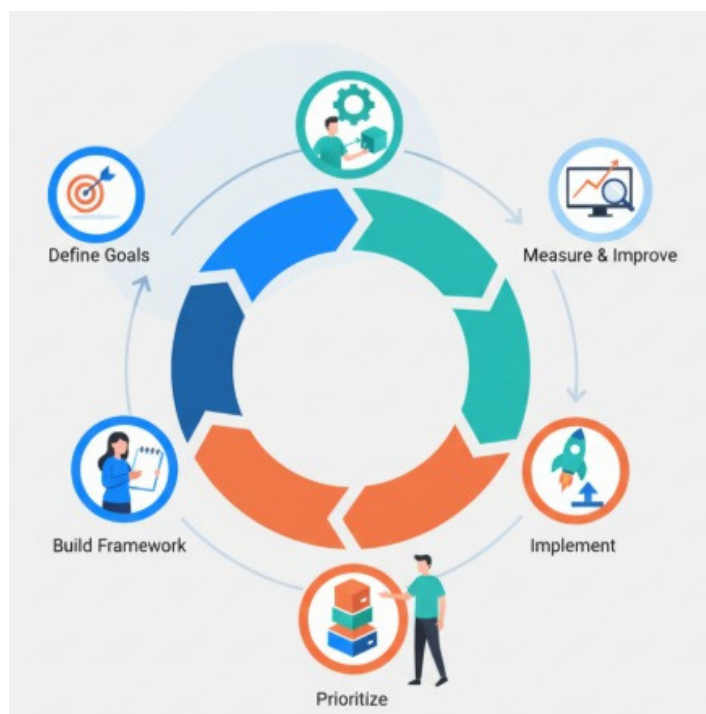 Define Goals
Measure & Improve
Build Framework
Implement
Prioritize